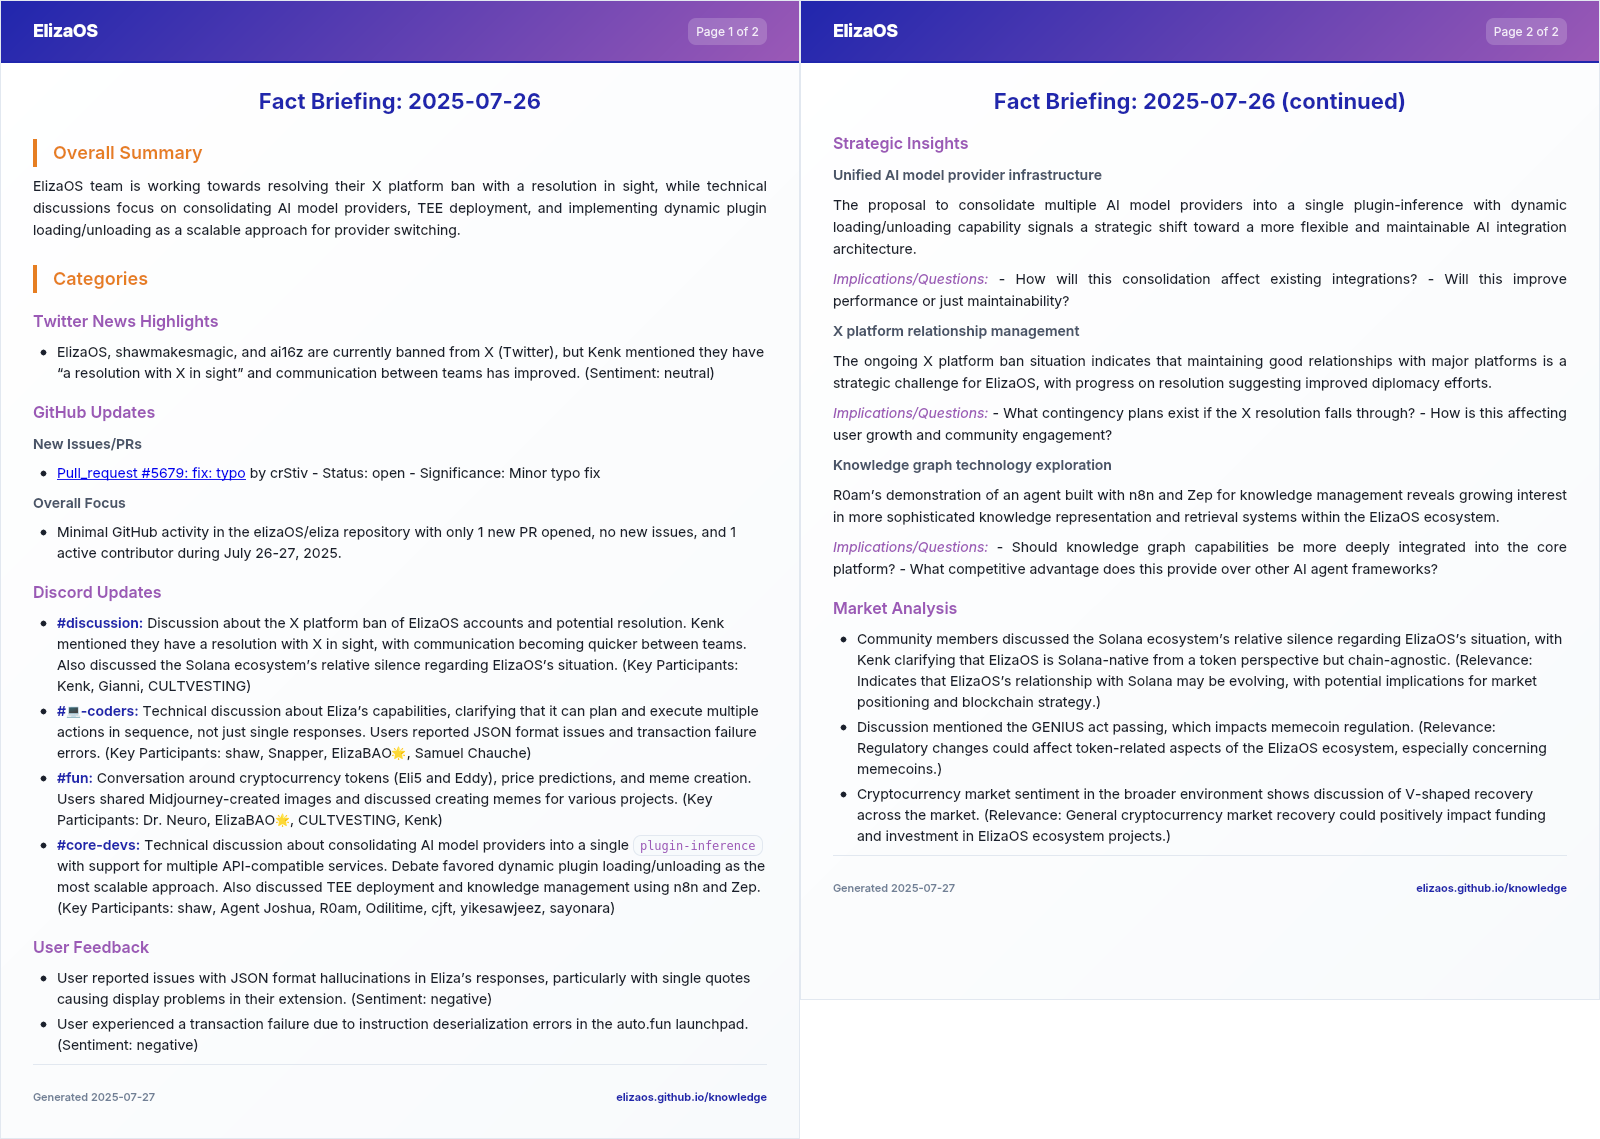 ElizaOS
Page 1 of 2
Fact Briefing: 2025-07-26
Overall Summary
ElizaOS team is working towards resolving their X platform ban with a resolution in sight, while technical
discussions focus on consolidating AI model providers, TEE deployment, and implementing dynamic plugin
loading/unloading as a scalable approach for provider switching.
Categories
Twitter News Highlights
• ElizaOS, shawmakesmagic, and ai16z are currently banned from X (Twitter), but Kenk mentioned they have
“a resolution with X in sight” and communication between teams has improved. (Sentiment: neutral)
GitHub Updates
New Issues/PRs
• Pull_request #5679: fix: typo by crStiv - Status: open - Significance: Minor typo fix
Overall Focus
• Minimal GitHub activity in the elizaOS/eliza repository with only 1 new PR opened, no new issues, and 1
active contributor during July 26-27, 2025.
Discord Updates
• #discussion: Discussion about the X platform ban of ElizaOS accounts and potential resolution. Kenk
mentioned they have a resolution with X in sight, with communication becoming quicker between teams.
Also discussed the Solana ecosystem’s relative silence regarding ElizaOS’s situation. (Key Participants:
Kenk, Gianni, CULTVESTING)
• #💻-coders: Technical discussion about Eliza’s capabilities, clarifying that it can plan and execute multiple
actions in sequence, not just single responses. Users reported JSON format issues and transaction failure
errors. (Key Participants: shaw, Snapper, ElizaBAO🌟, Samuel Chauche)
• #fun: Conversation around cryptocurrency tokens (Eli5 and Eddy), price predictions, and meme creation.
Users shared Midjourney-created images and discussed creating memes for various projects. (Key
Participants: Dr. Neuro, ElizaBAO🌟, CULTVESTING, Kenk)
• #core-devs: Technical discussion about consolidating AI model providers into a single plugin-inference
with support for multiple API-compatible services. Debate favored dynamic plugin loading/unloading as the
most scalable approach. Also discussed TEE deployment and knowledge management using n8n and Zep.
(Key Participants: shaw, Agent Joshua, R0am, Odilitime, cjft, yikesawjeez, sayonara)
User Feedback
• User reported issues with JSON format hallucinations in Eliza’s responses, particularly with single quotes
causing display problems in their extension. (Sentiment: negative)
• User experienced a transaction failure due to instruction deserialization errors in the auto.fun launchpad.
(Sentiment: negative)
Generated 2025-07-27
elizaos.github.io/knowledge
ElizaOS
Page 2 of 2
Fact Briefing: 2025-07-26 (continued)
Strategic Insights
Unified AI model provider infrastructure
The proposal to consolidate multiple AI model providers into a single plugin-inference with dynamic
loading/unloading capability signals a strategic shift toward a more flexible and maintainable AI integration
architecture.
Implications/Questions: - How will this consolidation affect existing integrations? - Will this improve
performance or just maintainability?
X platform relationship management
The ongoing X platform ban situation indicates that maintaining good relationships with major platforms is a
strategic challenge for ElizaOS, with progress on resolution suggesting improved diplomacy efforts.
Implications/Questions: - What contingency plans exist if the X resolution falls through? - How is this affecting
user growth and community engagement?
Knowledge graph technology exploration
R0am’s demonstration of an agent built with n8n and Zep for knowledge management reveals growing interest
in more sophisticated knowledge representation and retrieval systems within the ElizaOS ecosystem.
Implications/Questions: - Should knowledge graph capabilities be more deeply integrated into the core
platform? - What competitive advantage does this provide over other AI agent frameworks?
Market Analysis
• Community members discussed the Solana ecosystem’s relative silence regarding ElizaOS’s situation, with
Kenk clarifying that ElizaOS is Solana-native from a token perspective but chain-agnostic. (Relevance:
Indicates that ElizaOS’s relationship with Solana may be evolving, with potential implications for market
positioning and blockchain strategy.)
• Discussion mentioned the GENIUS act passing, which impacts memecoin regulation. (Relevance:
Regulatory changes could affect token-related aspects of the ElizaOS ecosystem, especially concerning
memecoins.)
• Cryptocurrency market sentiment in the broader environment shows discussion of V-shaped recovery
across the market. (Relevance: General cryptocurrency market recovery could positively impact funding
and investment in ElizaOS ecosystem projects.)
Generated 2025-07-27
elizaos.github.io/knowledge